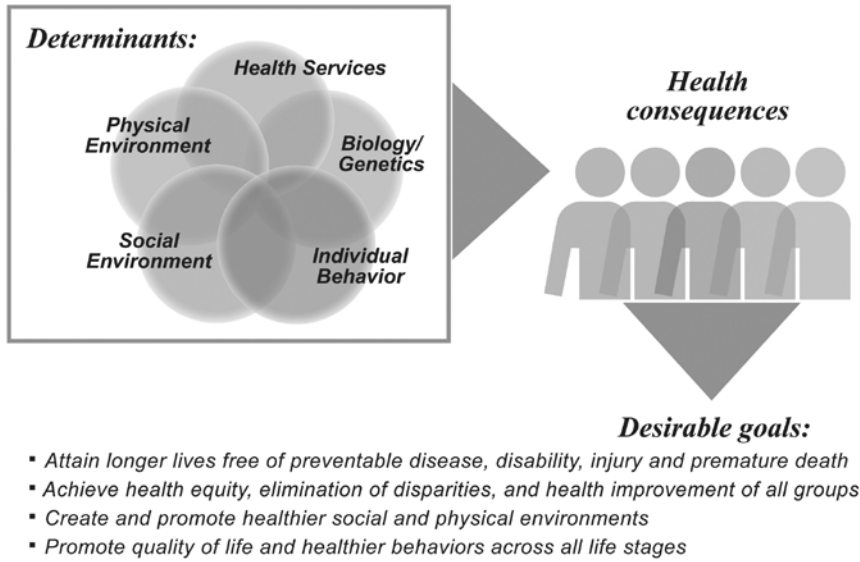 Determinants:
Health Services
Physical
Environment
Biology/
Genetics
Social
Environment
Individual
Behavior
Health
consequences
Desirable goals:
▪ Attain longer lives free of preventable disease, disability, injury and premature death
▪ Achieve health equity, elimination of disparities, and health improvement of all groups
▪ Create and promote healthier social and physical environments
▪ Promote quality of life and healthier behaviors across all life stages